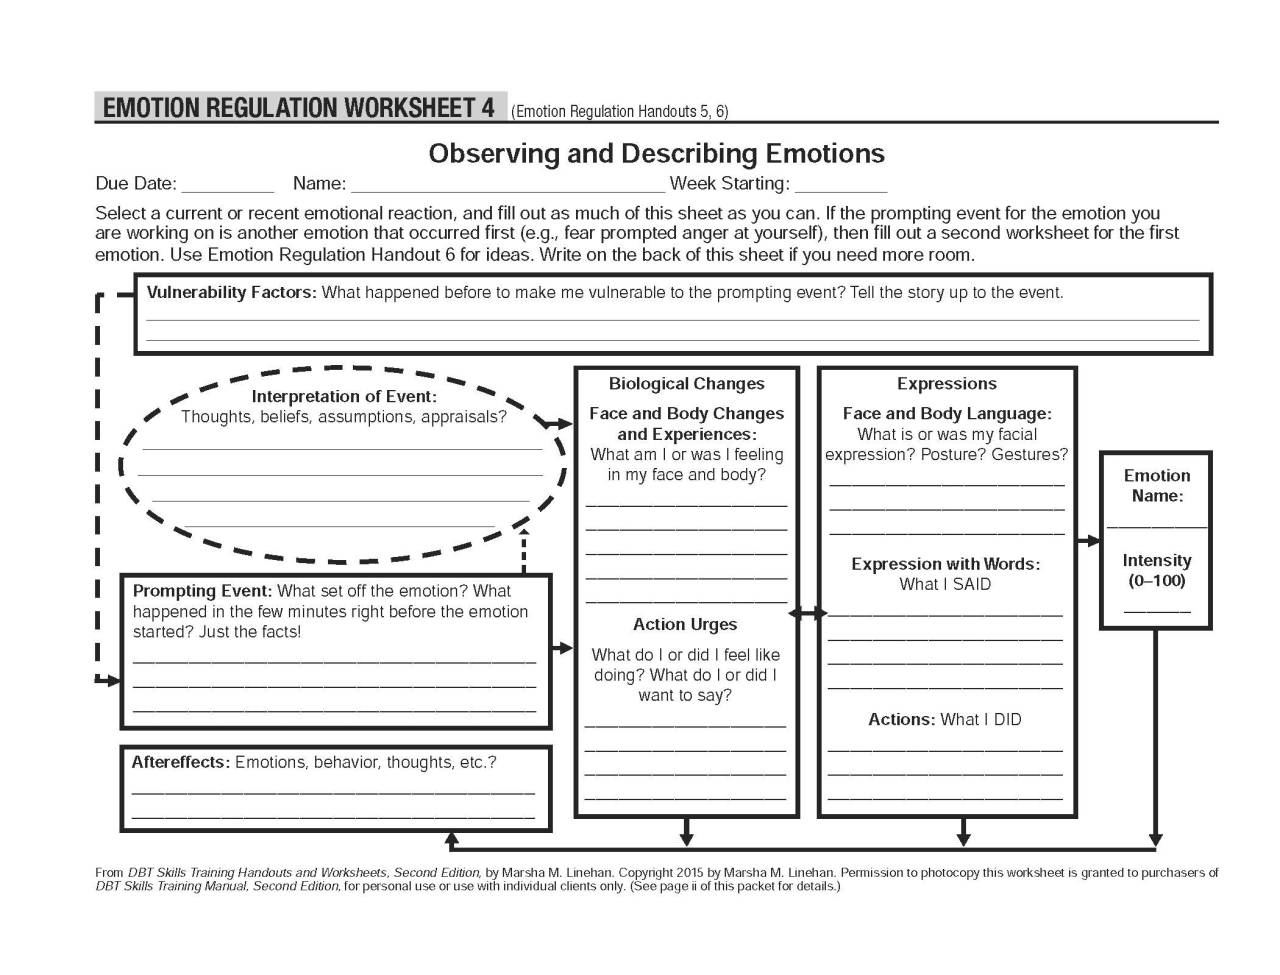 EMOTION REGULATION WORKSHEET 4 (Emotion Regulation Handouts 5, 6)
Observing and Describing Emotions
Due Date: __________ Name: __________________________________ Week Starting: __________
Select a current or recent emotional reaction, and fill out as much of this sheet as you can. If the prompting event for the emotion you
are working on is another emotion that occurred first (e.g., fear prompted anger at yourself), then fill out a second worksheet for the first
emotion. Use Emotion Regulation Handout 6 for ideas. Write on the back of this sheet if you need more room.
Vulnerability Factors: What happened before to make me vulnerable to the prompting event? Tell the story up to the event.
Interpretation of Event:
Thoughts, beliefs, assumptions, appraisals?
Prompting Event: What set off the emotion? What
happened in the few minutes right before the emotion
started? Just the facts!
Aftereffects: Emotions, behavior, thoughts, etc.?
Biological Changes
Face and Body Changes
and Experiences:
What am I or was I feeling
in my face and body?
Action Urges
What do I or did I feel like
doing? What do I or did I
want to say?
Expressions
Face and Body Language:
What is or was my facial
expression? Posture? Gestures?
Expression with Words:
What I SAID
Actions: What I DID
Emotion
Name:
Intensity
(0–100)
From DBT Skills Training Handouts and Worksheets, Second Edition, by Marsha M. Linehan. Copyright 2015 by Marsha M. Linehan. Permission to photocopy this worksheet is granted to purchasers of
DBT Skills Training Manual, Second Edition, for personal use or use with individual clients only. (See page ii of this packet for details.)